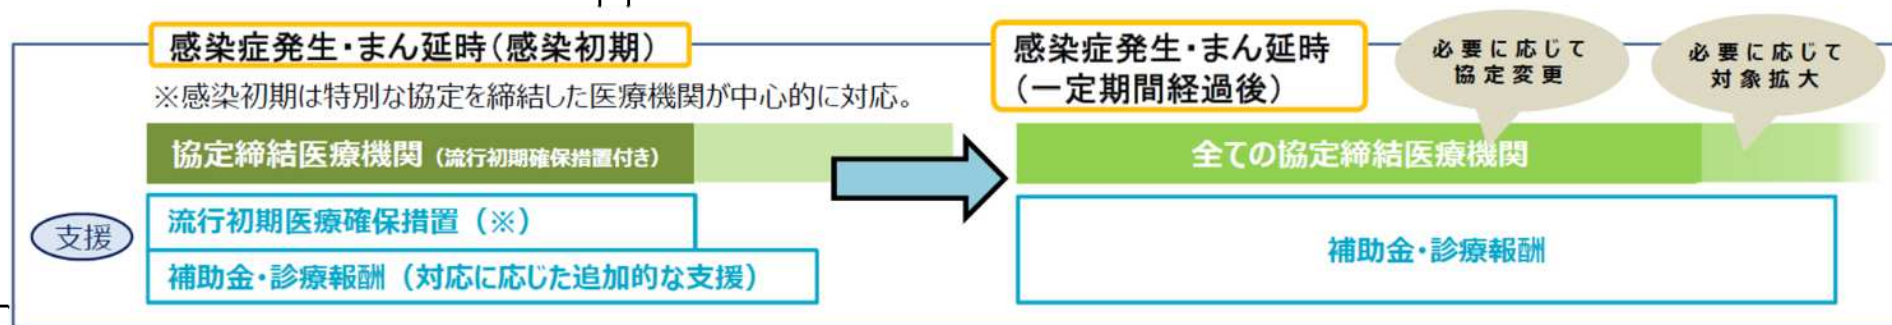 感染症発生・まん延時（感染初期）
※感染初期は特別な協定を締結した医療機関が中心的に対応。
協定締結医療機関（流行初期確保措置付き）
支援
流行初期医療確保措置（※）
補助金・診療報酬（対応に応じた追加的な支援）
感染症発生・まん延時
（一定期間経過後）
必要に応じて
協定変更
必要に応じて
対象拡大
全ての協定締結医療機関
補助金・診療報酬